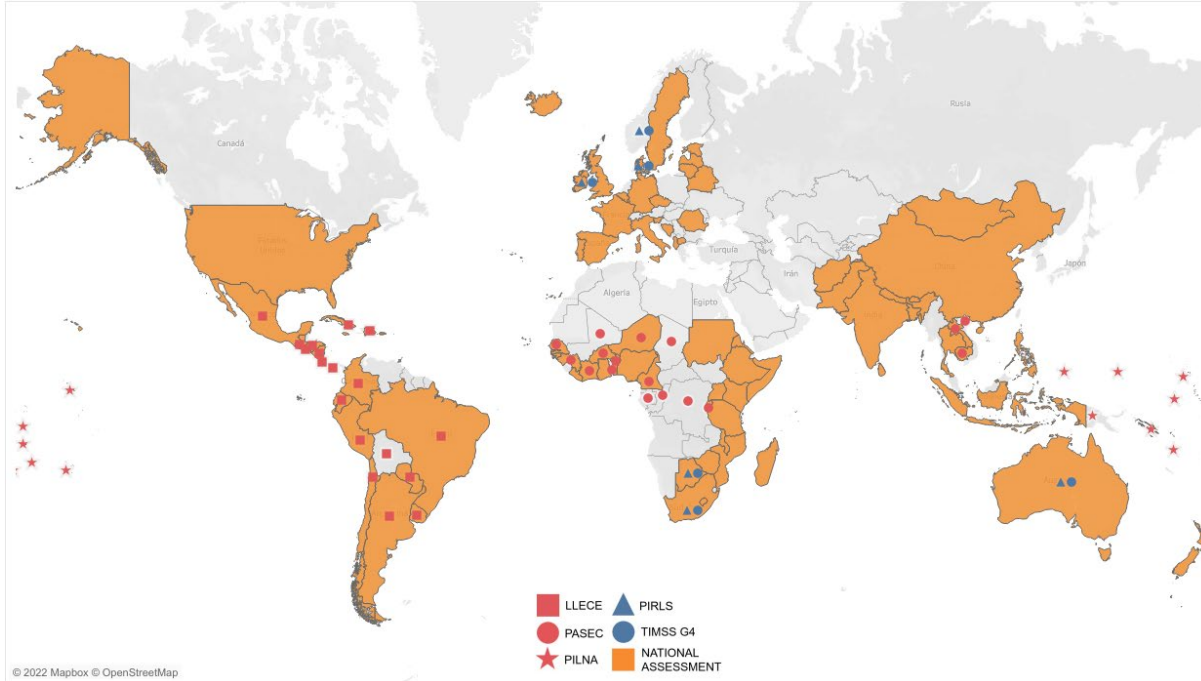 Rusia
Canadá
Turquía
Japón
Irán
China
Argelia
Egipto
LLECE
PIRLS
PASEC
TIMSS G4
PILNA
NATIONAL
ASSESSMENT
© 2022 Mapbox © OpenStreetMap